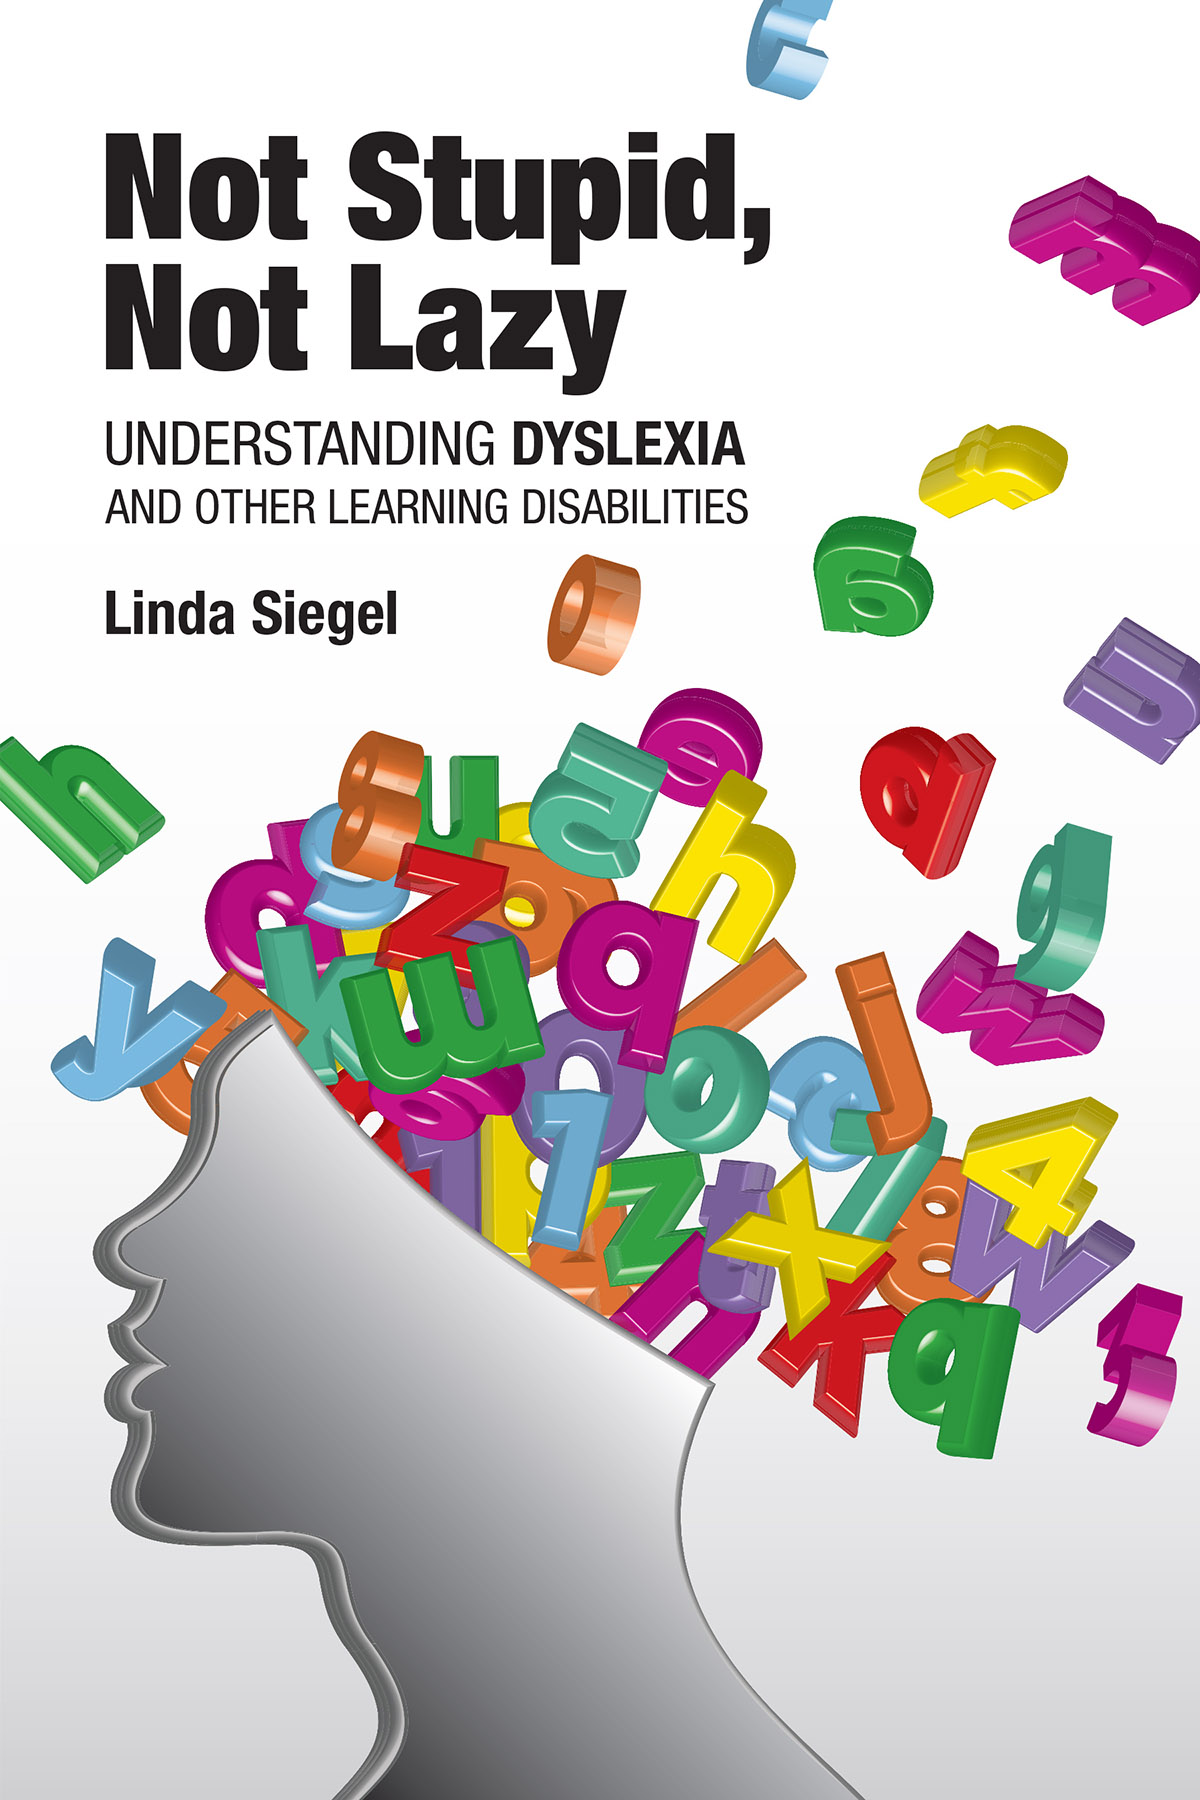 Not Stupid,
Not Lazy
UNDERSTANDING DYSLEXIA
AND OTHER LEARNING DISABILITIES
Linda Siegel